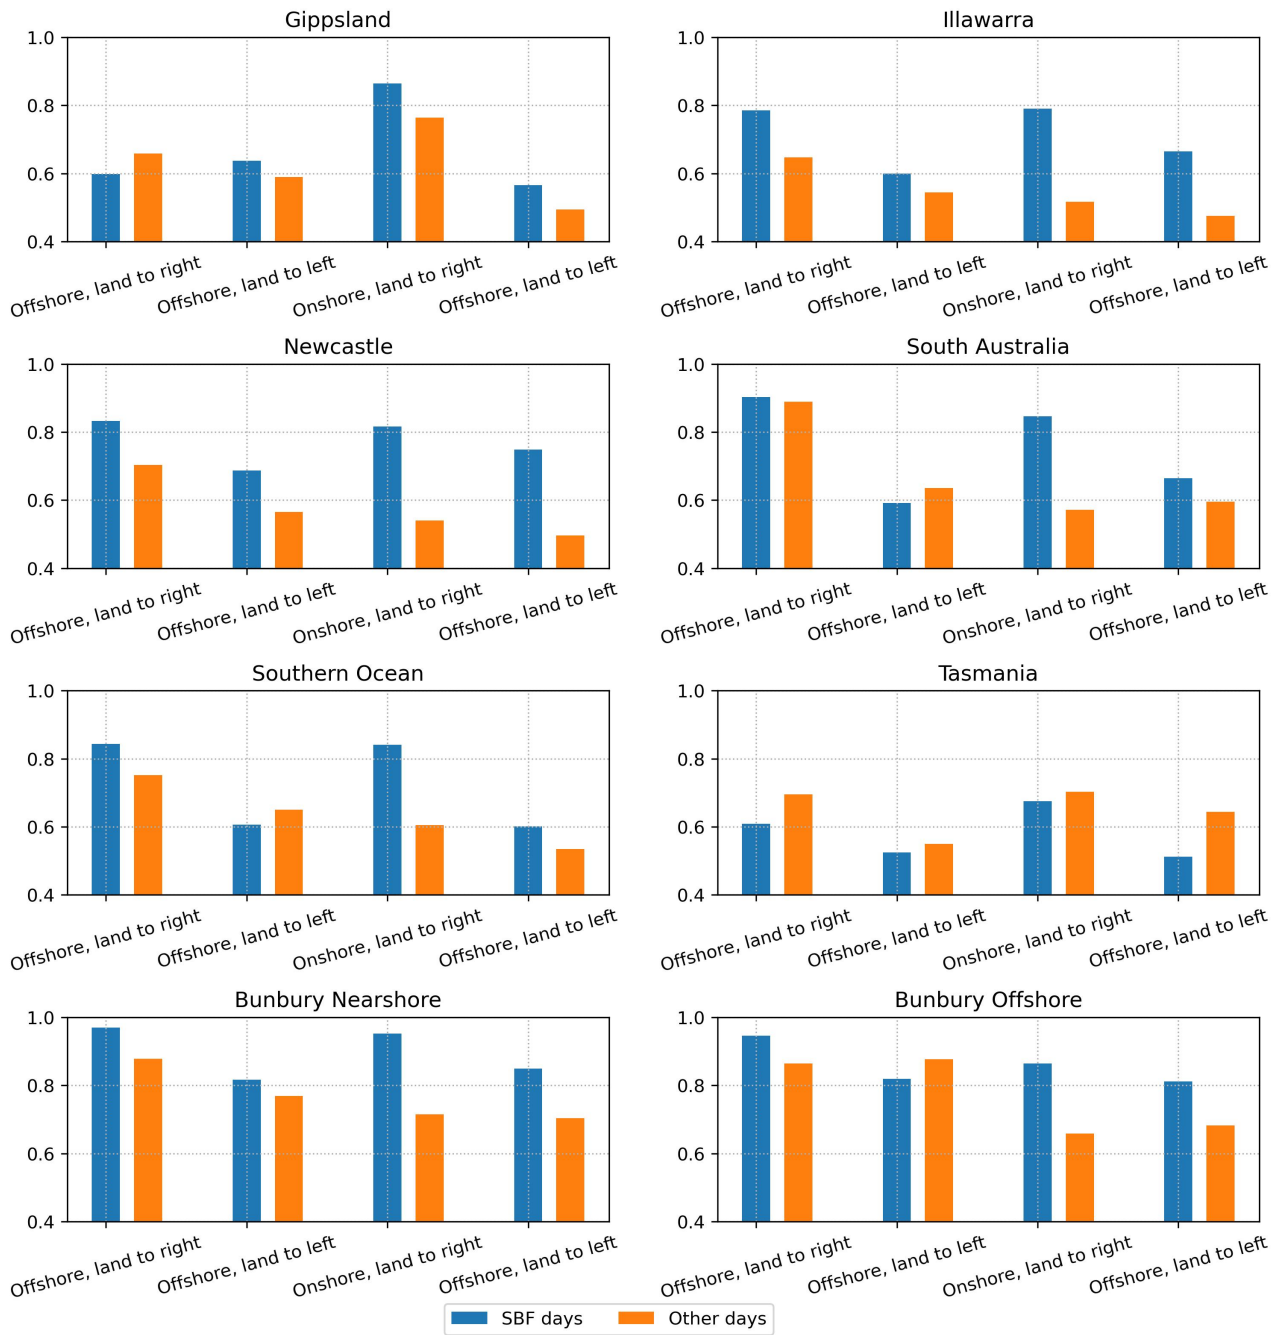 Gippsland
1.0
0.8
0.6
0.4
Offshore, land to right
Offshore, land to left
Onshore, land to right
Offshore, land to left
Illawarra
1.0
0.8
0.6
0.4
Offshore, land to right
Offshore, land to left
Onshore, land to right
Offshore, land to left
Newcastle
1.0
0.8
0.6
0.4
Offshore, land to right
Offshore, land to left
Onshore, land to right
Offshore, land to left
South Australia
1.0
0.8
0.6
0.4
Offshore, land to right
Offshore, land to left
Onshore, land to right
Offshore, land to left
Southern Ocean
1.0
0.8
0.6
0.4
Offshore, land to right
Offshore, land to left
Onshore, land to right
Offshore, land to left
Tasmania
1.0
0.8
0.6
0.4
Offshore, land to right
Offshore, land to left
Onshore, land to right
Offshore, land to left
Bunbury Nearshore
1.0
0.8
0.6
0.4
Offshore, land to right
Offshore, land to left
Onshore, land to right
Offshore, land to left
Bunbury Offshore
1.0
0.8
0.6
0.4
Offshore, land to right
Offshore, land to left
Onshore, land to right
Offshore, land to left
SBF days
Other days